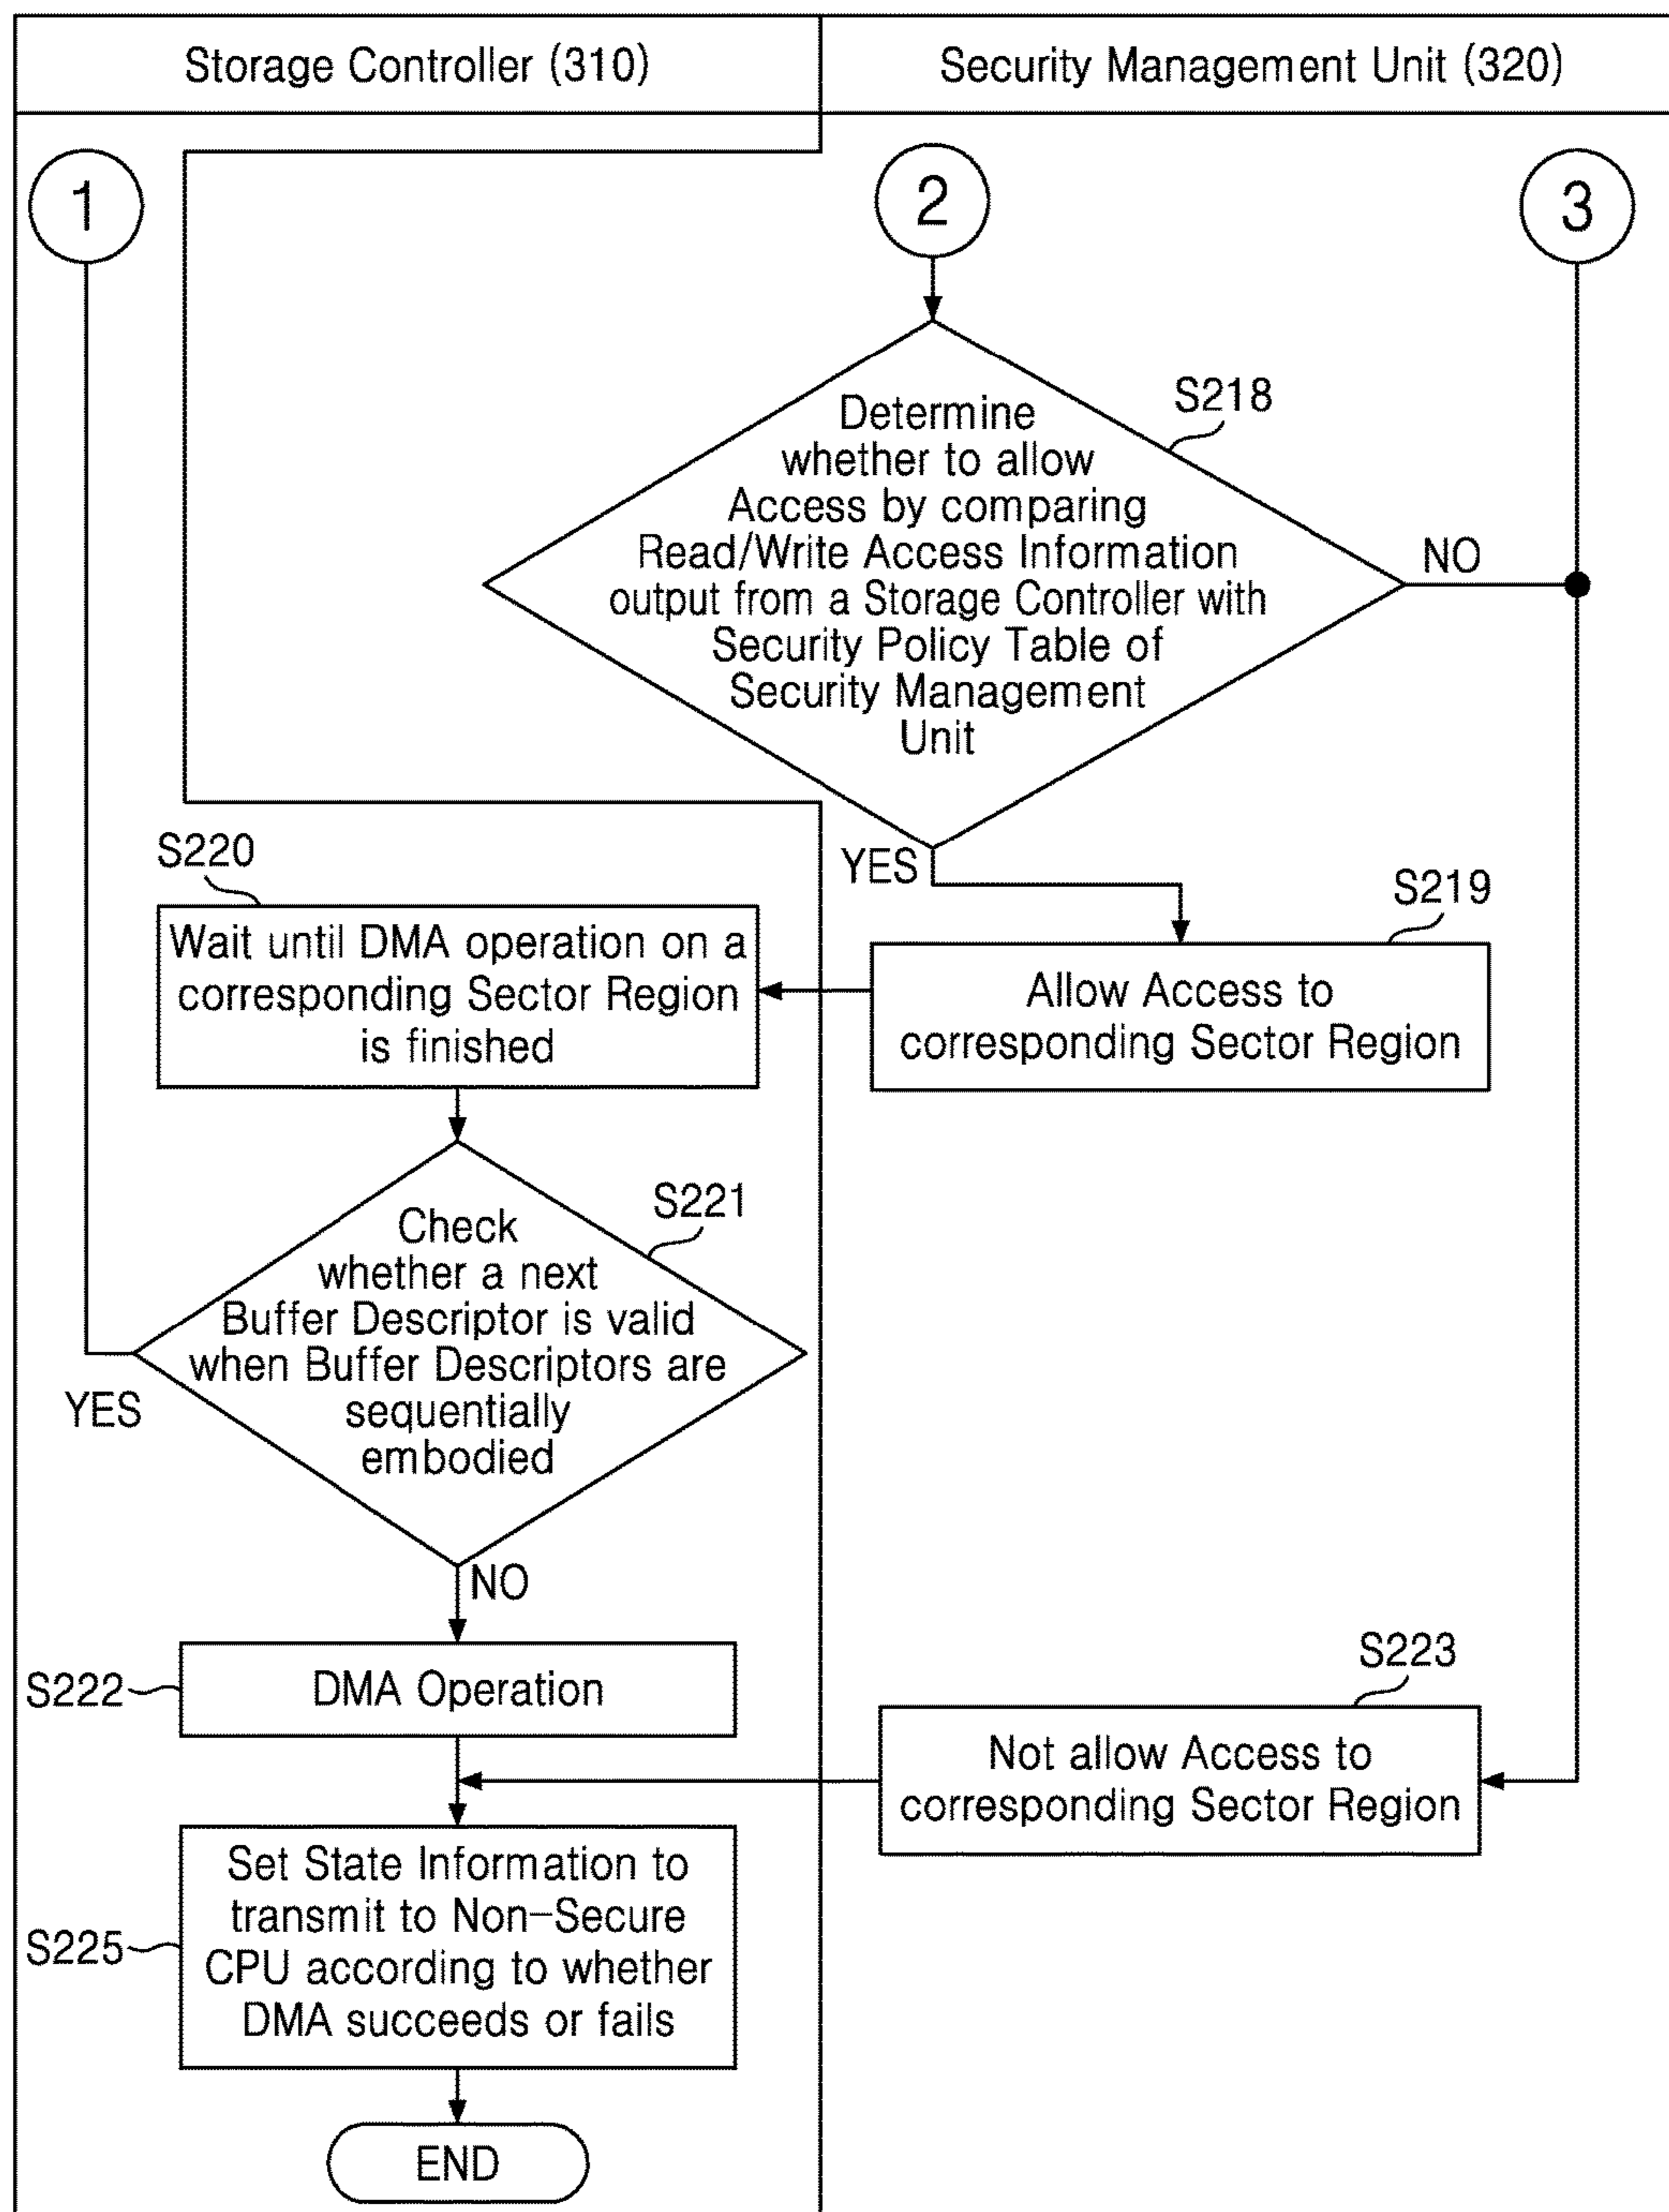 Storage Controller (310)
Security Management Unit (320)
1
2
3
S218
Determine
whether to allow
Access by comparing
Read/Write Access Information
output from a Storage Controller with
Security Policy Table of
Security Management
Unit
NO
YES
S219
Allow Access to
corresponding Sector Region
S220
Wait until DMA operation on a
corresponding Sector Region
is finished
S221
Check
whether a next
Buffer Descriptor is valid
when Buffer Descriptors are
sequentially
embodied
YES
NO
S222
DMA Operation
S223
Not allow Access to
corresponding Sector Region
S225
Set State Information to
transmit to Non-Secure
CPU according to whether
DMA succeeds or fails
END